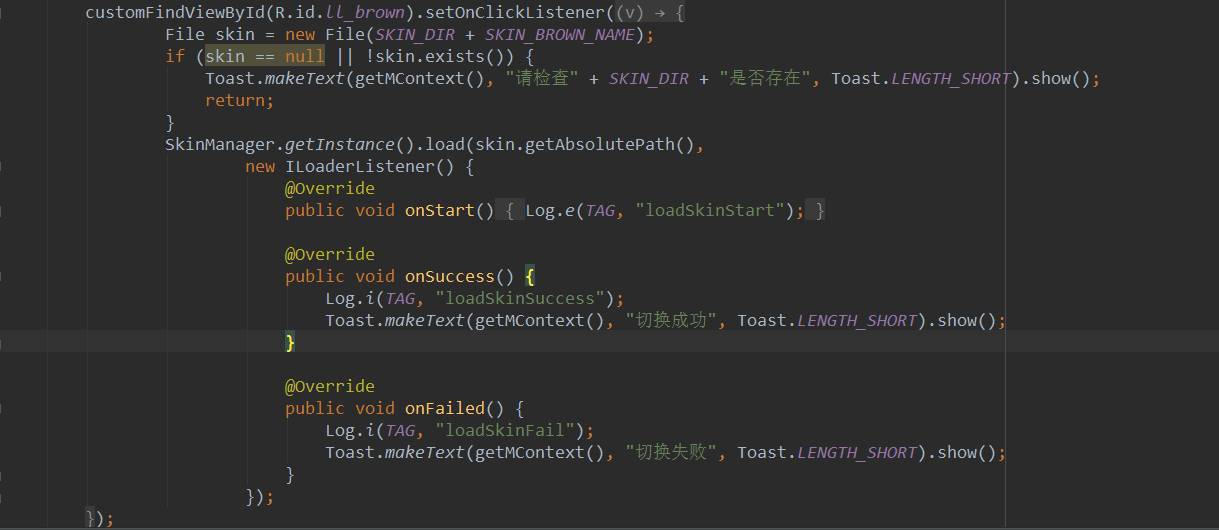 customFindViewById(R.id.ll_brown).setOnClickListener((v) → {
File skin = new File(SKIN_DIR + SKIN_BROWN_NAME);
if (skin == null || !skin.exists()) {
Toast.makeText(getMContext(), "请检查" + SKIN_DIR + "是否存在", Toast.LENGTH_SHORT).show();
return;
}
SkinManager.getInstance().load(skin.getAbsolutePath(),
new ILoaderListener() {
@Override
public void onStart() { Log.e(TAG, "loadSkinStart"); }
@Override
public void onSuccess() {
Log.i(TAG, "loadSkinSuccess");
Toast.makeText(getMContext(), "切换成功", Toast.LENGTH_SHORT).show();
}
@Override
public void onFailed() {
Log.i(TAG, "loadSkinFail");
Toast.makeText(getMContext(), "切换失败", Toast.LENGTH_SHORT).show();
}
});
});